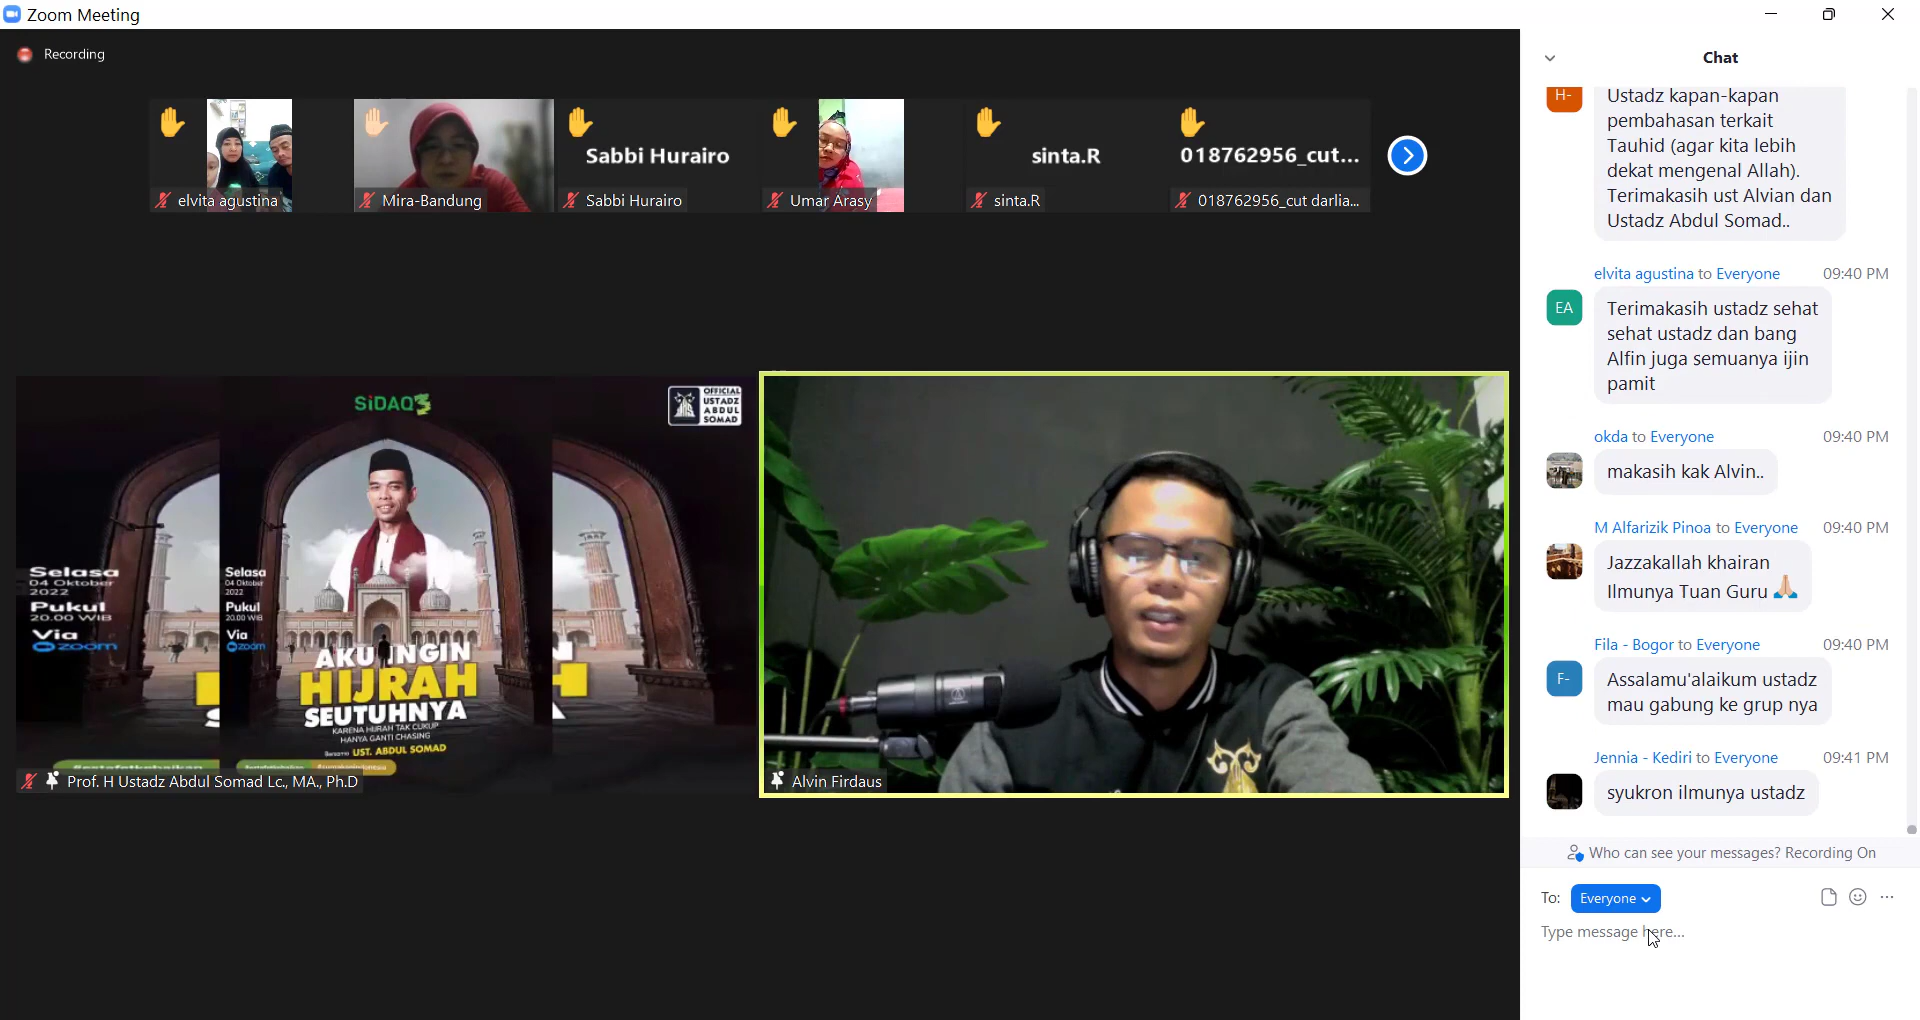 Zoom Meeting
Recording
elvita agustina
Mira-Bandung
Sabbi Hurairo
Sabbi Hurairo
Umar Arasy
sinta.R
sinta.R
018762956_cut...
018762956_cut darlia...
SiDAQ3
OFFICIAL
USTADZ
ABDUL
SOMAD
Selasa
04 Oktober
2022
Pukul
20.00 WIB
Via
zoom
Selasa
04 Oktober
2022
Pukul
20.00 WIB
Via
zoom
AKU INGIN
HIJRAH
SEUTUHNYA
KARENA HIJRAH TAK CUKUP
HANYA GANTI CHASING
Bersama UST. ABDUL SOMAD
Prof. H Ustadz Abdul Somad Lc., MA., Ph.D
Alvin Firdaus
Chat
H-
Ustadz kapan-kapan
pembahasan terkait
Tauhid (agar kita lebih
dekat mengenal Allah).
Terimakasih ust Alvian dan
Ustadz Abdul Somad..
elvita agustina to Everyone 09:40 PM
EA
Terimakasih ustadz sehat
sehat ustadz dan bang
Alfin juga semuanya ijin
pamit
okda to Everyone 09:40 PM
makasih kak Alvin..
M Alfarizik Pinoa to Everyone 09:40 PM
Jazzakallah khairan
Ilmunya Tuan Guru 🙏🏼
Fila - Bogor to Everyone 09:40 PM
F-
Assalamu'alaikum ustadz
mau gabung ke grup nya
Jennia - Kediri to Everyone 09:41 PM
syukron ilmunya ustadz
Who can see your messages? Recording On
To: Everyone
Type message here...